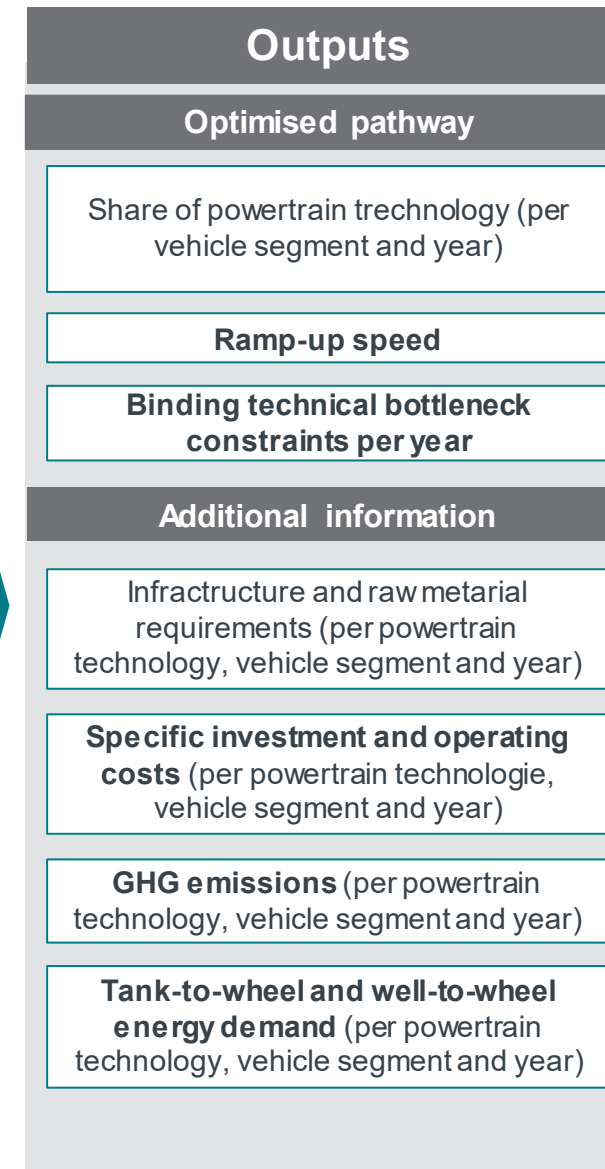 Outputs
Optimised pathway
Share of powertrain trechnology (per
vehicle segment and year)
Ramp-up speed
Binding technical bottleneck
constraints per year
Additional information
Infractructure and raw metarial
requirements (per powertrain
technology, vehicle segment and year)
Specific investment and operating
costs (per powertrain technologie,
vehicle segment and year)
GHG emissions (per powertrain
technology, vehicle segment and year)
Tank-to-wheel and well-to-wheel
energy demand (per powertrain
technology, vehicle segment and year)